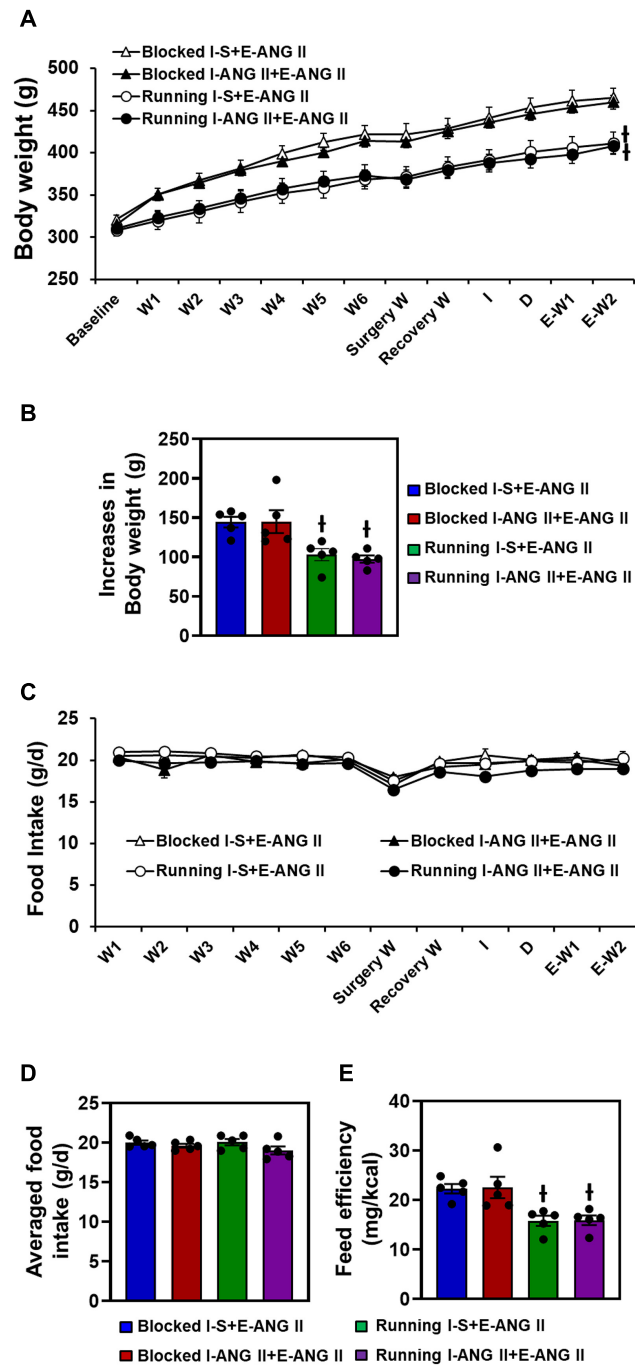 A
Blocked I-S+E-ANG II
Blocked I-ANG II+E-ANG II
Running I-S+E-ANG II
Running I-ANG II+E-ANG II
Body weight (g)
500
450
400
350
300
250
ƚ
ƚ
Baseline
W1
W2
W3
W4
W5
W6
Surgery W
Recovery W
I
D
E-W1
E-W2
B
Increases in
Body weight (g)
250
200
150
100
50
0
ƚ
ƚ
Blocked I-S+E-ANG II
Blocked I-ANG II+E-ANG II
Running I-S+E-ANG II
Running I-ANG II+E-ANG II
C
Food Intake (g/d)
25
20
15
10
5
0
Blocked I-S+E-ANG II
Blocked I-ANG II+E-ANG II
Running I-S+E-ANG II
Running I-ANG II+E-ANG II
W1
W2
W3
W4
W5
W6
Surgery W
Recovery W
I
D
E-W1
E-W2
D
Averaged food
intake (g/d)
25
20
15
10
5
0
E
Feed efficiency
(mg/kcal)
40
30
20
10
0
ƚ
ƚ
Blocked I-S+E-ANG II
Running I-S+E-ANG II
Blocked I-ANG II+E-ANG II
Running I-ANG II+E-ANG II